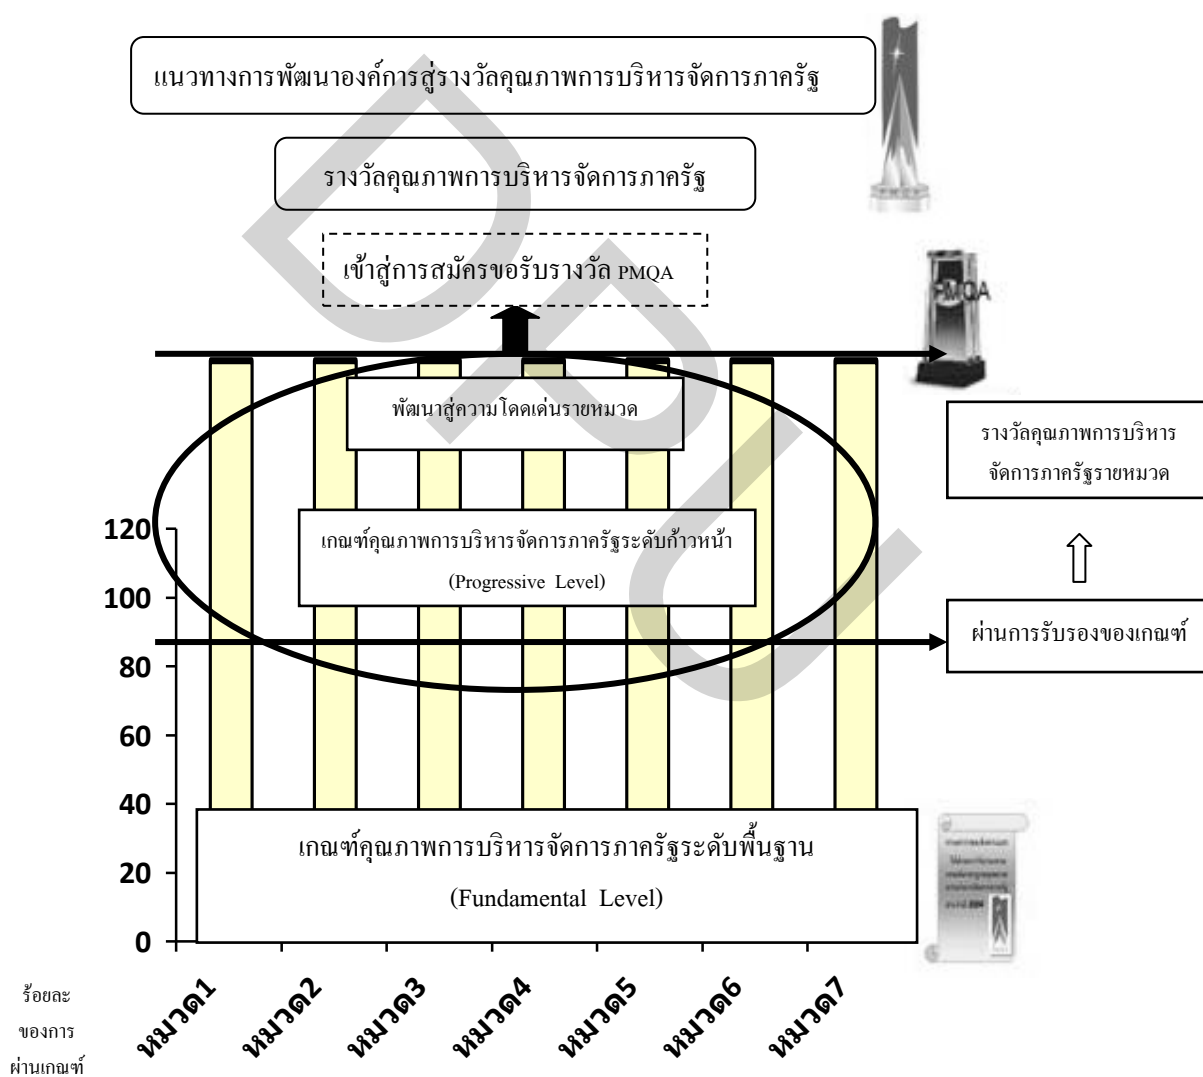 แนวทางการพัฒนาองค์การสู่รางวัลคุณภาพการบริหารจัดการภาครัฐ
รางวัลคุณภาพการบริหารจัดการภาครัฐ
เข้าสู่การสมัครขอรับรางวัล PMQA
PMQA
พัฒนาสู่ความโดดเด่นรายหมวด
รางวัลคุณภาพการบริหาร
จัดการภาครัฐรายหมวด
เกณฑ์คุณภาพการบริหารจัดการภาครัฐระดับก้าวหน้า
(Progressive Level)
ผ่านการรับรองของเกณฑ์
120
100
80
60
40
20
0
เกณฑ์คุณภาพการบริหารจัดการภาครัฐระดับพื้นฐาน
(Fundamental Level)
หมวด1
หมวด2
หมวด3
หมวด4
หมวด5
หมวด6
หมวด7
ร้อยละ
ของการ
ผ่านเกณฑ์
DPU